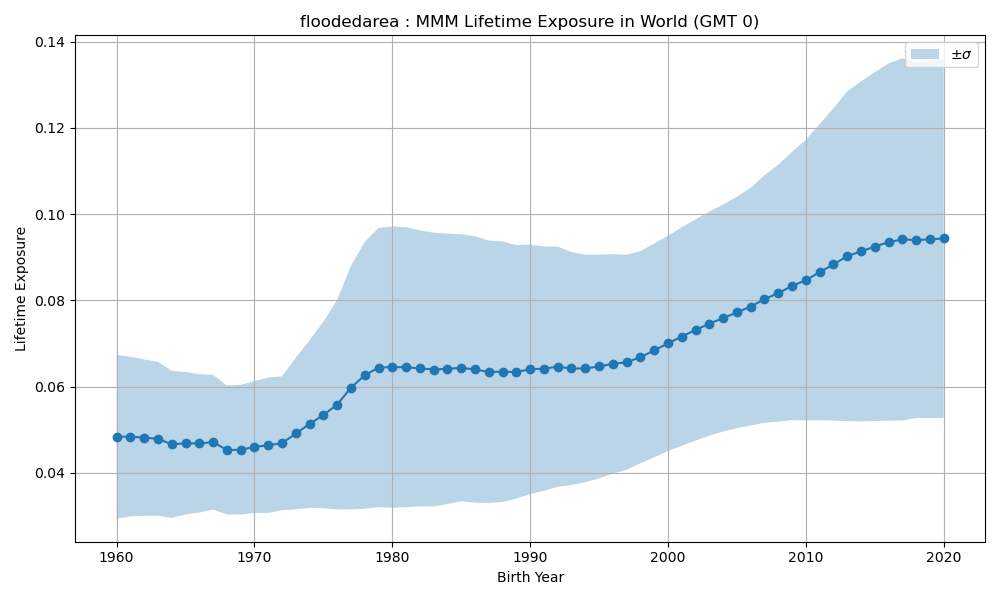 floodedarea : MMM Lifetime Exposure in World (GMT 0)
±σ
Lifetime Exposure
0.14
0.12
0.10
0.08
0.06
0.04
1960 1970 1980 1990 2000 2010 2020
Birth Year